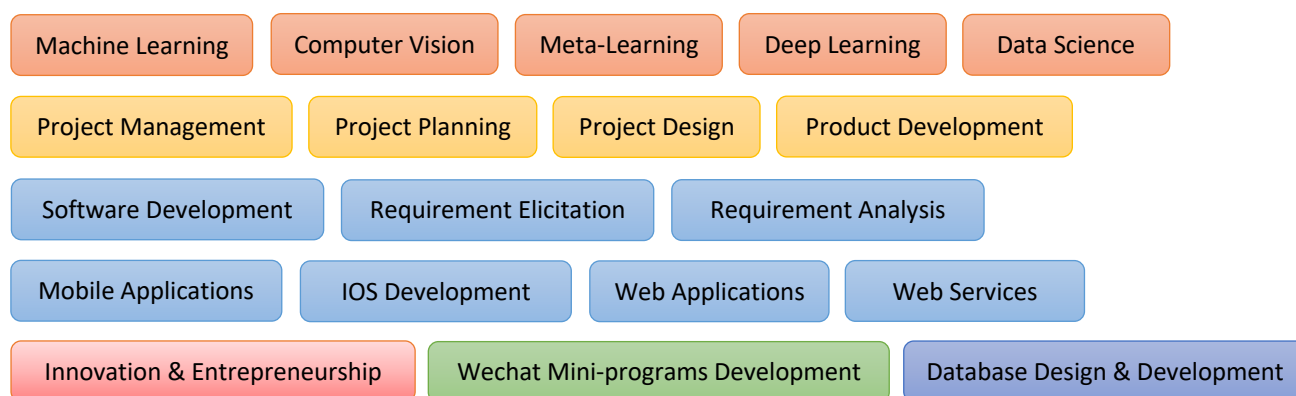 Machine Learning Computer Vision Meta-Learning Deep Learning Data Science
Project Management Project Planning Project Design Product Development
Software Development Requirement Elicitation Requirement Analysis
Mobile Applications IOS Development Web Applications Web Services
Innovation & Entrepreneurship Wechat Mini-programs Development Database Design & Development